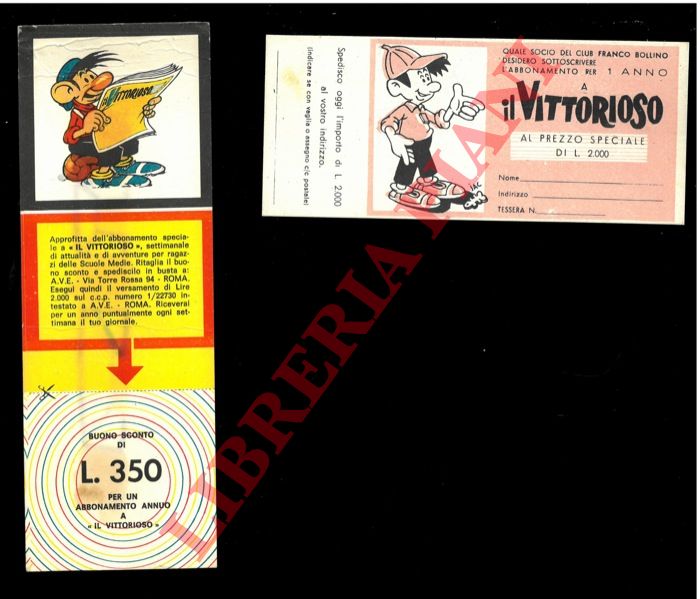 il VITTORIOSO
Approfitta dell'abbonamento specia-
le a « IL VITTORIOSO », settimanale
di attualità e di avventure per ragaz-
zi delle Scuole Medie. Ritaglia il buo-
no sconto e spediscilo in busta a:
A.V.E. - Via Torre Rossa 94 - ROMA.
Esegui quindi il versamento di Lire
2.000 sul c.c.p. numero 1/22730 in-
testato a A.V.E. - ROMA. Riceverai
per un anno puntualmente ogni set-
timana il tuo giornale.
BUONO SCONTO
DI
L. 350
PER UN
ABBONAMENTO ANNUO
A
« IL VITTORIOSO »
Spedisco oggi l'importo di L. 2.000
al vostro indirizzo.
(indicare se con vaglia o assegno c/c postale)
QUALE SOCIO DEL CLUB FRANCO BOLLINO
DESIDERO SOTTOSCRIVERE
L'ABBONAMENTO PER 1 ANNO
A
il VITTORIOSO
AL PREZZO SPECIALE
DI L. 2.000
Nome
Indirizzo
TESSERA N.
JAC
LIBRERIA MANY